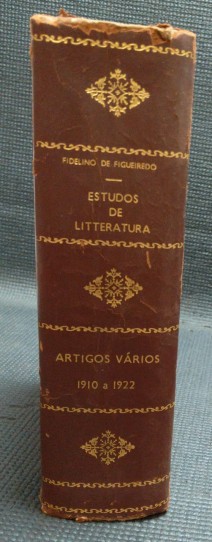 FIDELINO DE FIGUEIREDO
ESTUDOS
DE
LITTERATURA
ARTIGOS VÁRIOS
1910 a 1922